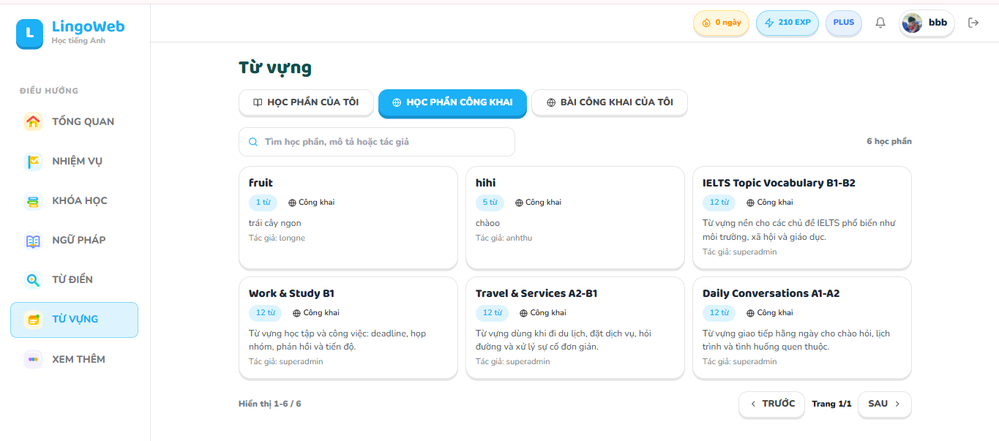 L
LingoWeb
Học tiếng Anh
0 ngày
210 EXP
PLUS
bbb
ĐIỀU HƯỚNG
TỔNG QUAN
NHIỆM VỤ
KHÓA HỌC
NGỮ PHÁP
TỪ ĐIỂN
TỪ VỰNG
XEM THÊM
Từ vựng
HỌC PHẦN CỦA TÔI
HỌC PHẦN CÔNG KHAI
BÀI CÔNG KHAI CỦA TÔI
Tìm học phần, mô tả hoặc tác giả
6 học phần
fruit
1 từ
Công khai
trái cây ngon
Tác giả: longne
hihi
5 từ
Công khai
chàoo
Tác giả: anhthu
IELTS Topic Vocabulary B1-B2
12 từ
Công khai
Từ vựng nền cho các chủ đề IELTS phổ biến như
môi trường, xã hội và giáo dục.
Tác giả: superadmin
Work & Study B1
12 từ
Công khai
Từ vựng học tập và công việc: deadline, họp
nhóm, phản hồi và tiến độ.
Tác giả: superadmin
Travel & Services A2-B1
12 từ
Công khai
Từ vựng dùng khi đi du lịch, đặt dịch vụ, hỏi
đường và xử lý sự cố đơn giản.
Tác giả: superadmin
Daily Conversations A1-A2
12 từ
Công khai
Từ vựng giao tiếp hằng ngày cho chào hỏi, lịch
trình và tình huống quen thuộc.
Tác giả: superadmin
Hiển thị 1-6 / 6
TRƯỚC
Trang 1/1
SAU